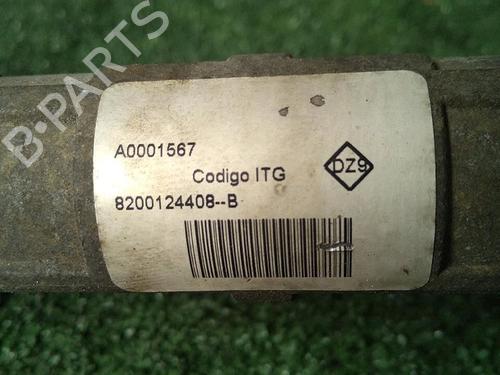 B-PARTS
A0001567
Codigo ITG
DZ9
8200124408--B